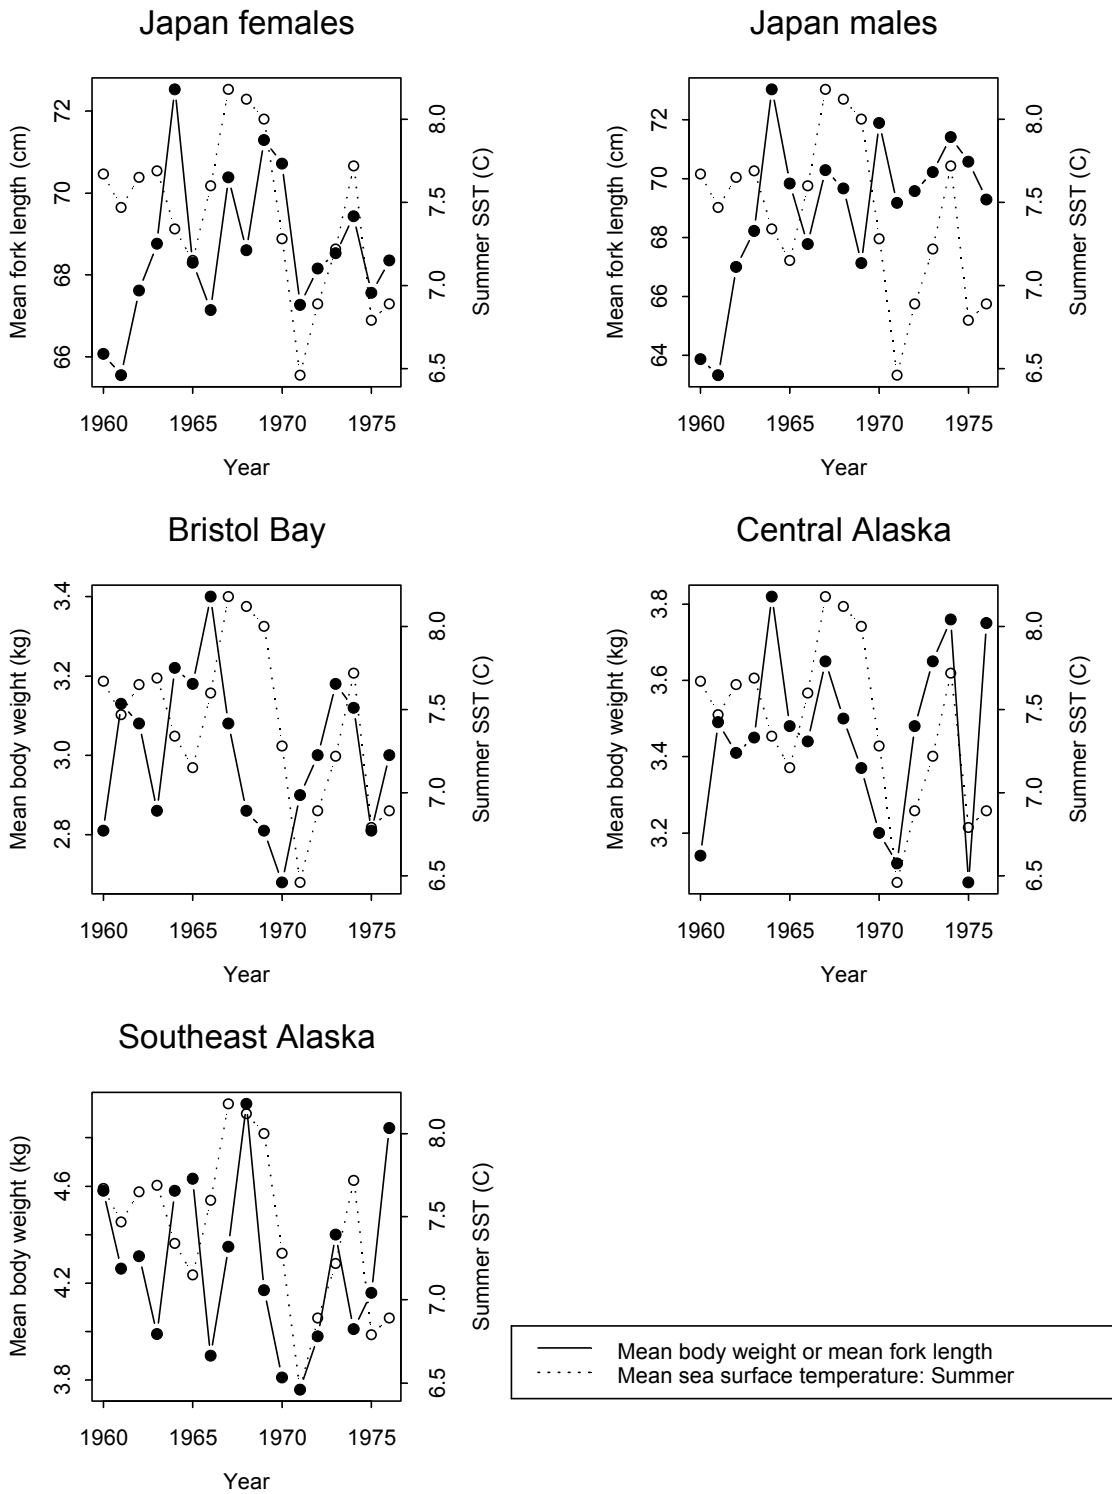 Japan females
Mean fork length (cm)
72
70
68
66
8.0
7.5
7.0
6.5
Summer SST (C)
1960 1965 1970 1975
Year
Japan males
Mean fork length (cm)
72
70
68
66
64
8.0
7.5
7.0
6.5
Summer SST (C)
1960 1965 1970 1975
Year
Bristol Bay
Mean body weight (kg)
3.4
3.2
3.0
2.8
8.0
7.5
7.0
6.5
Summer SST (C)
1960 1965 1970 1975
Year
Central Alaska
Mean body weight (kg)
3.8
3.6
3.4
3.2
8.0
7.5
7.0
6.5
Summer SST (C)
1960 1965 1970 1975
Year
Southeast Alaska
Mean body weight (kg)
4.6
4.2
3.8
8.0
7.5
7.0
6.5
Summer SST (C)
1960 1965 1970 1975
Year
Mean body weight or mean fork length
Mean sea surface temperature: Summer